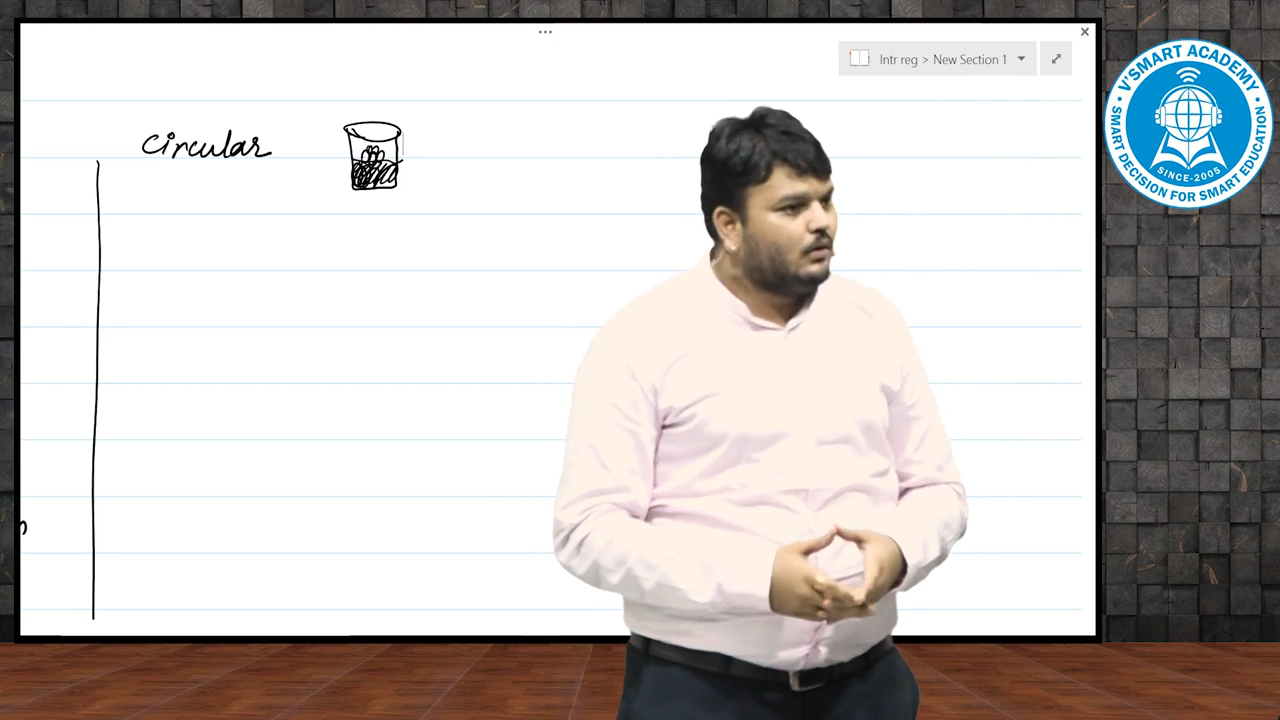 ...
Intr reg > New Section 1
circular
V'SMART ACADEMY
SINCE-2005
SMART DECISION FOR SMART EDUCATION